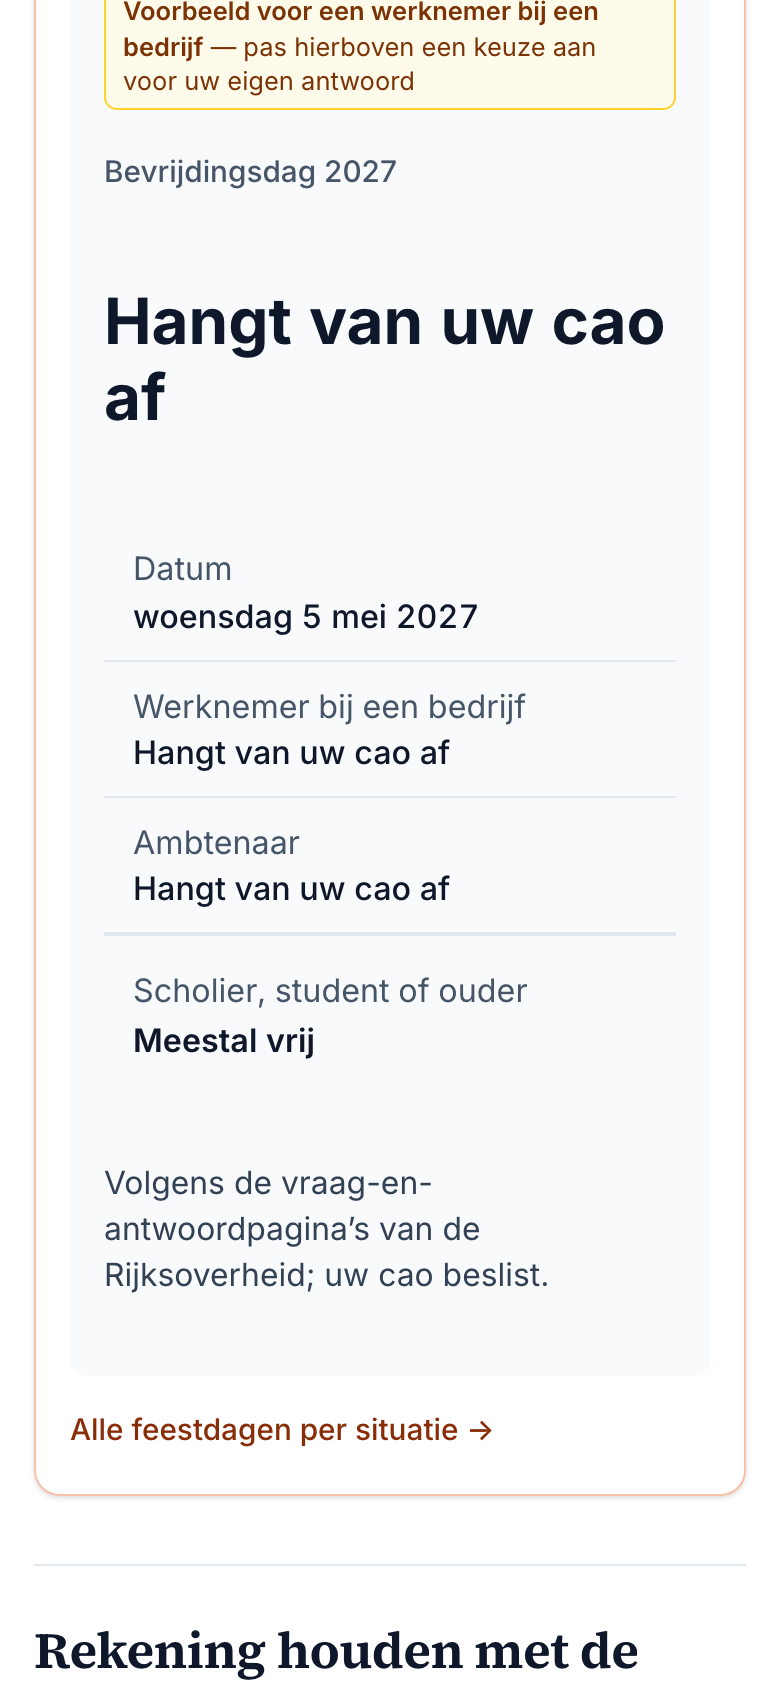 Voorbeeld voor een werknemer bij een
bedrijf — pas hierboven een keuze aan
voor uw eigen antwoord
Bevrijdingsdag 2027
Hangt van uw cao
af
Datum
woensdag 5 mei 2027
Werknemer bij een bedrijf
Hangt van uw cao af
Ambtenaar
Hangt van uw cao af
Scholier, student of ouder
Meestal vrij
Volgens de vraag-en-
antwoordpagina’s van de
Rijksoverheid; uw cao beslist.
Alle feestdagen per situatie →
Rekening houden met de